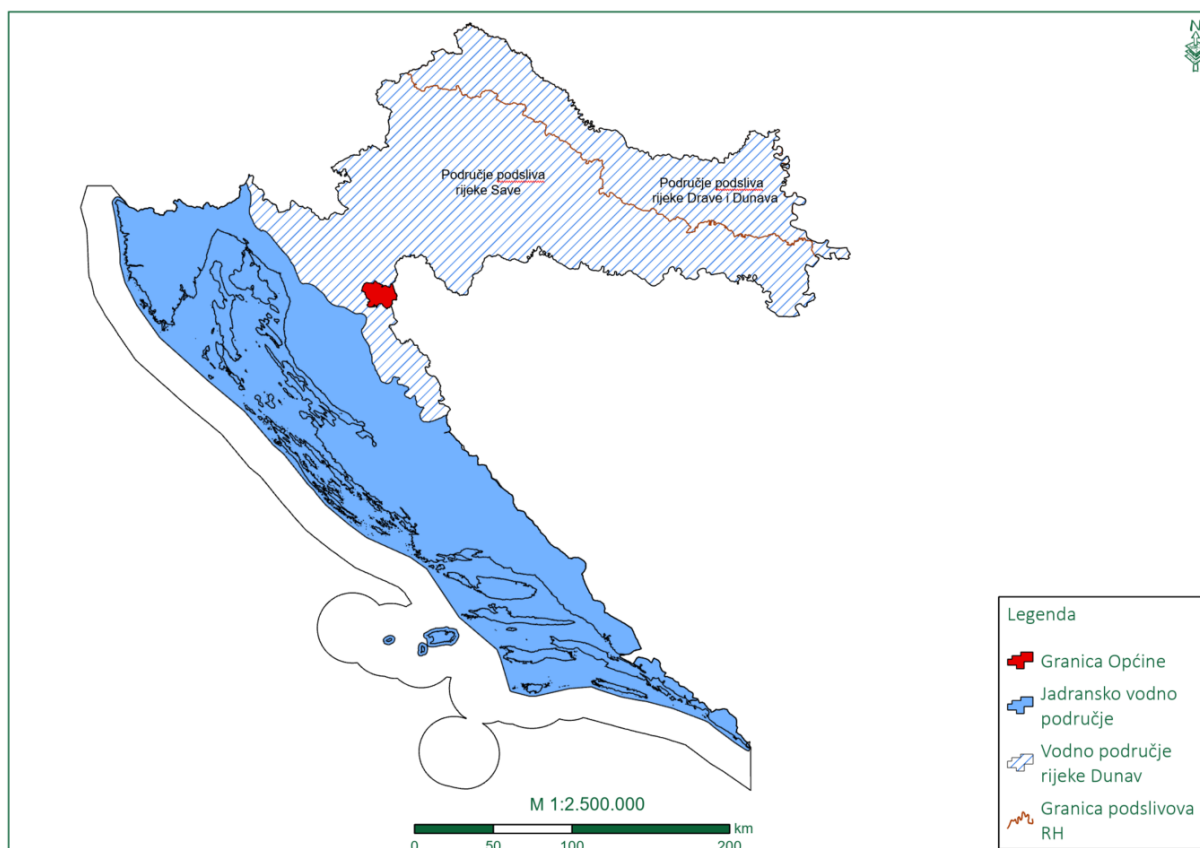 N
Područje podsliva
rijeke Save
Područje podsliva
rijeke Drave i Dunava
Legenda
Granica Općine
Jadransko vodno
područje
Vodno područje
rijeke Dunav
Granica podslivova
RH
M 1:2.500.000
km
0 50 100 200